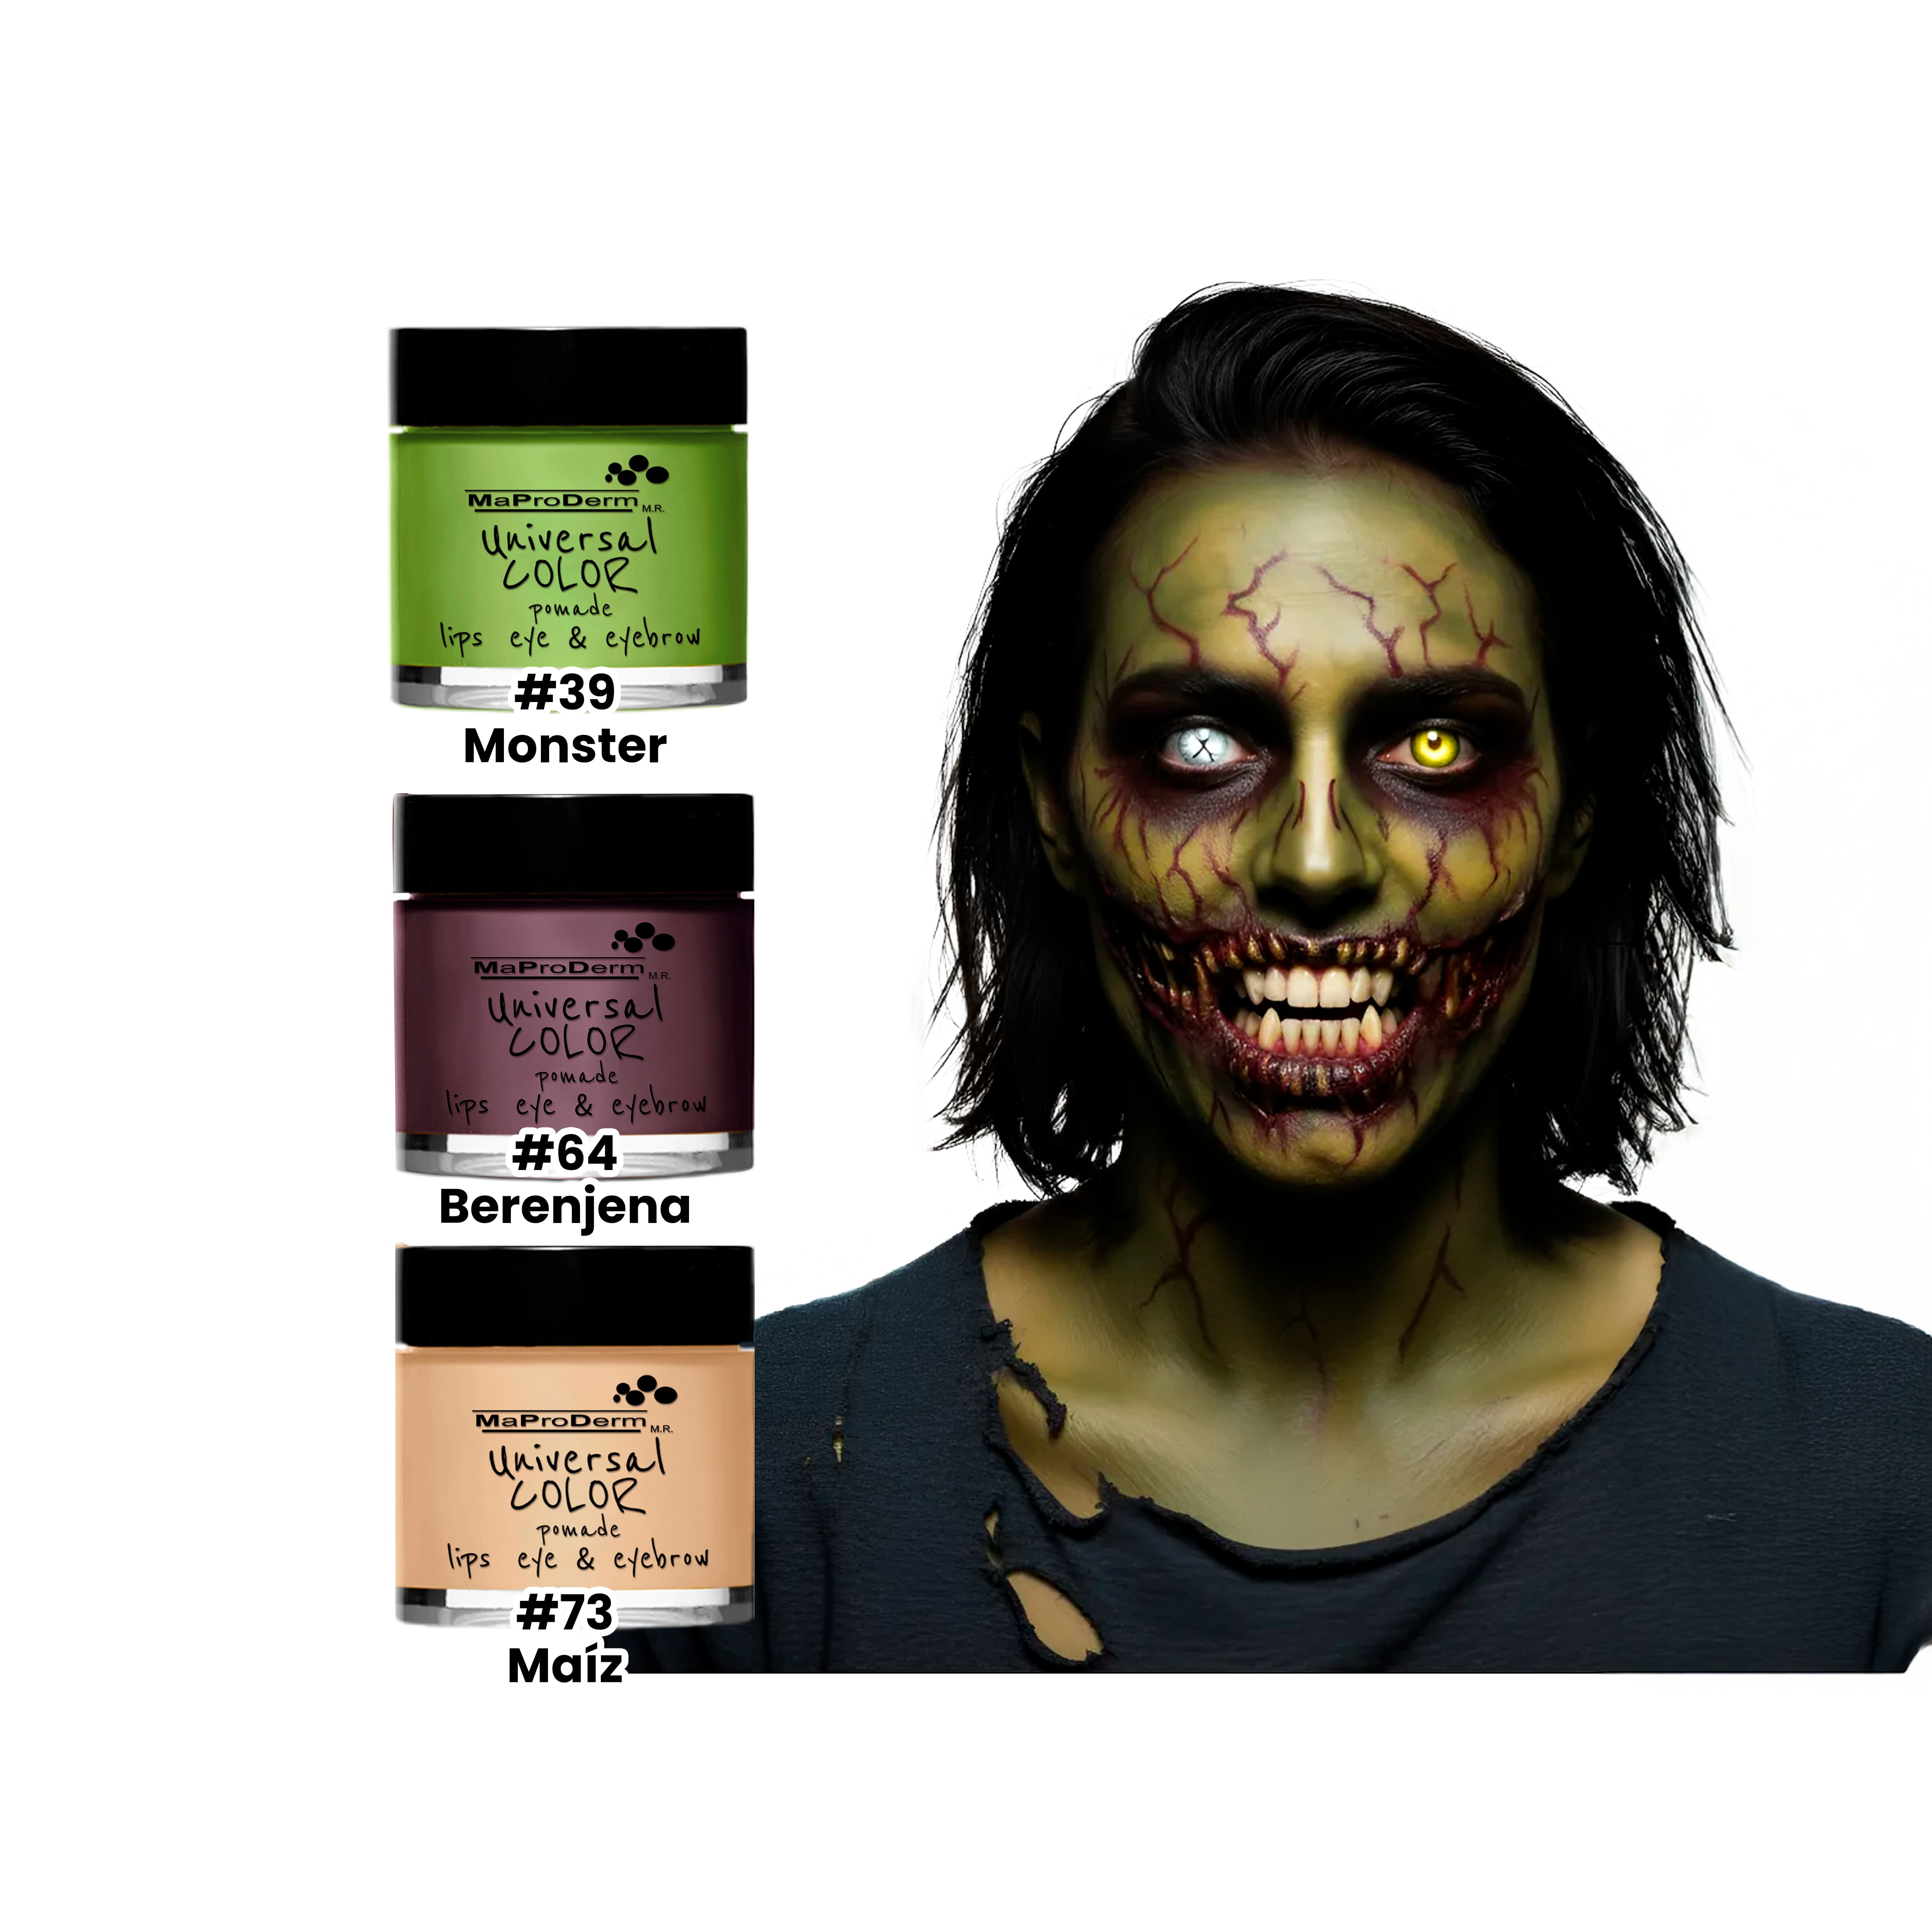 MaProDerm M.R.
Universal
COLOR
pomade
lips eye & eyebrow
#39
Monster
MaProDerm M.R.
Universal
COLOR
pomade
lips eye & eyebrow
#64
Berenjena
MaProDerm M.R.
Universal
COLOR
pomade
lips eye & eyebrow
#73
Maíz